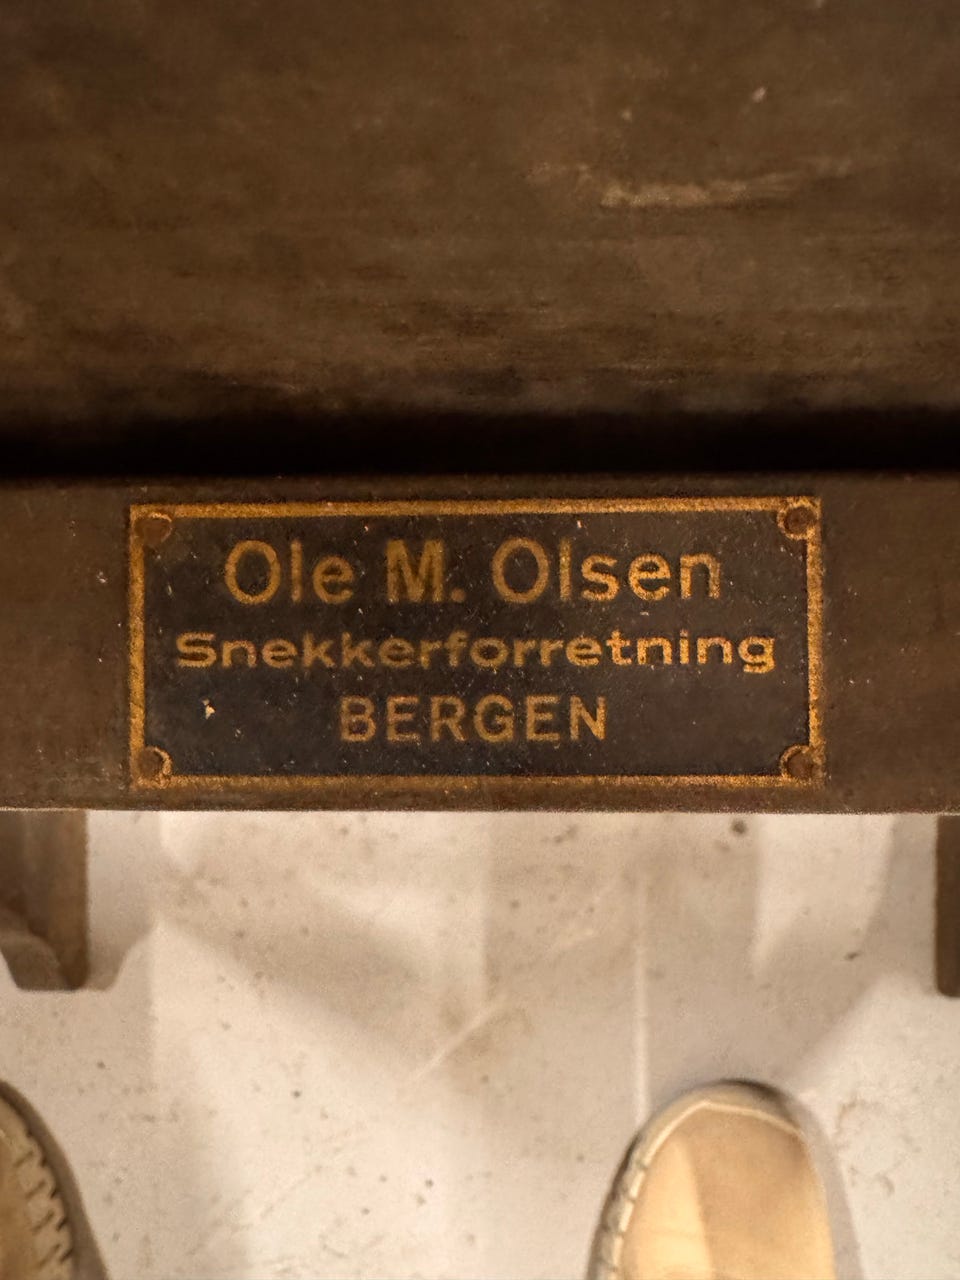 Ole M. Olsen
Snekkerforretning
BERGEN